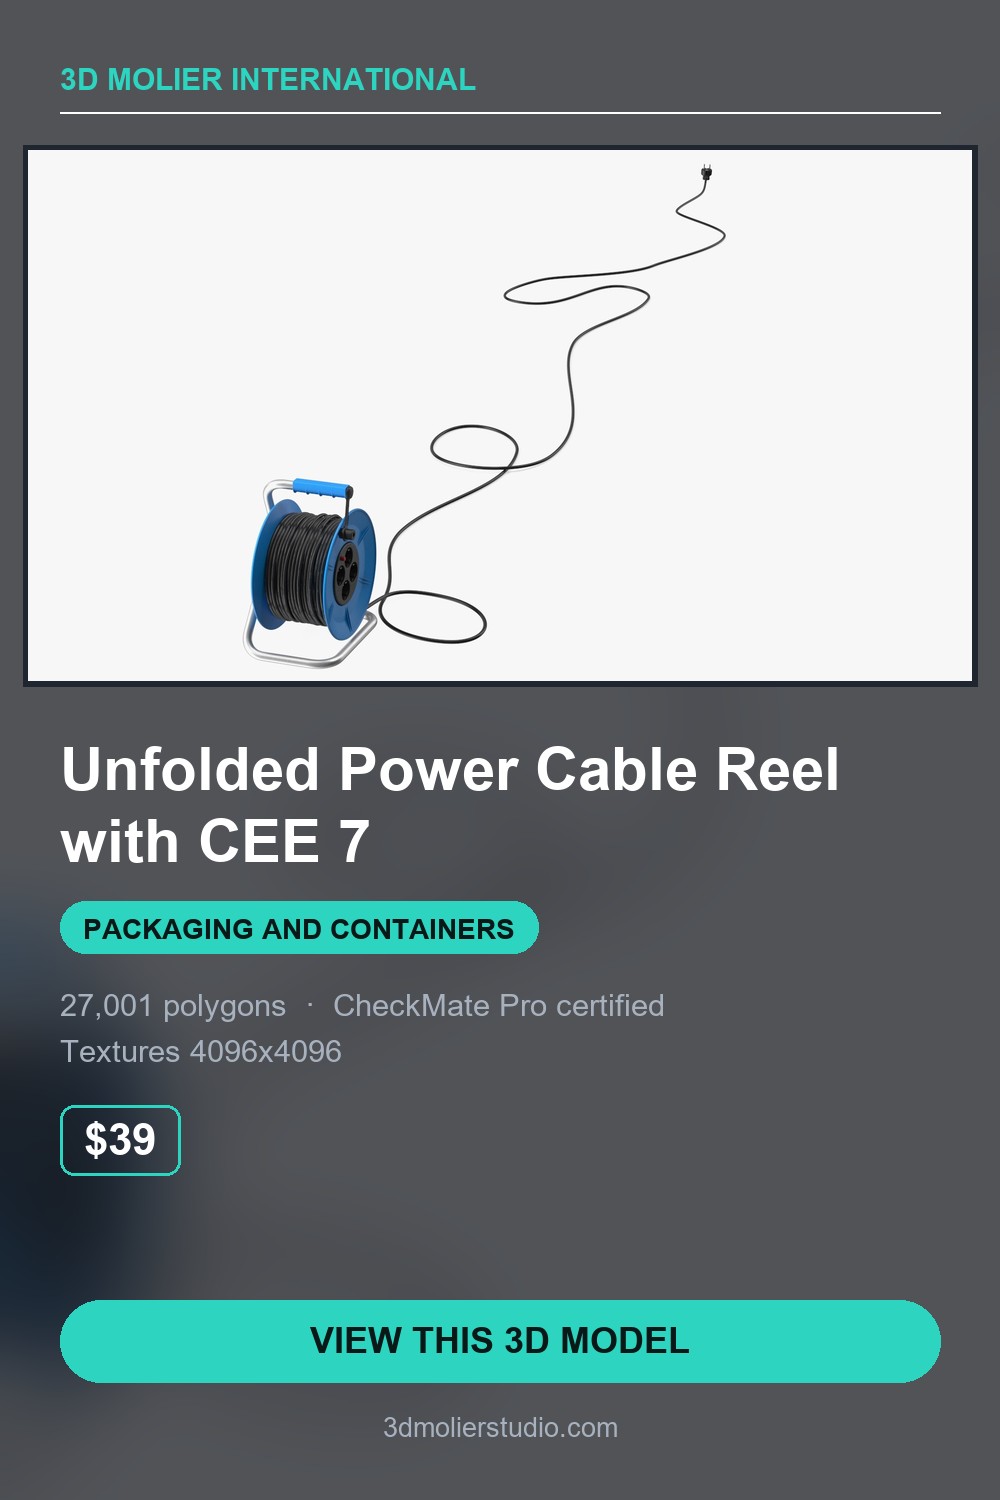 3D MOLIER INTERNATIONAL
Unfolded Power Cable Reel
with CEE 7
PACKAGING AND CONTAINERS
27,001 polygons · CheckMate Pro certified
Textures 4096x4096
$39
VIEW THIS 3D MODEL
3dmolierstudio.com